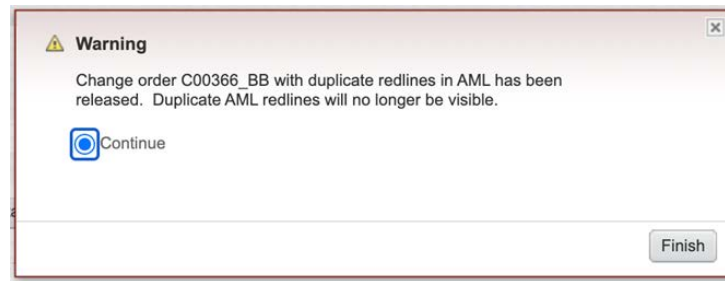 Warning
Change order C00366_BB with duplicate redlines in AML has been
released.  Duplicate AML redlines will no longer be visible.
Continue
Finish